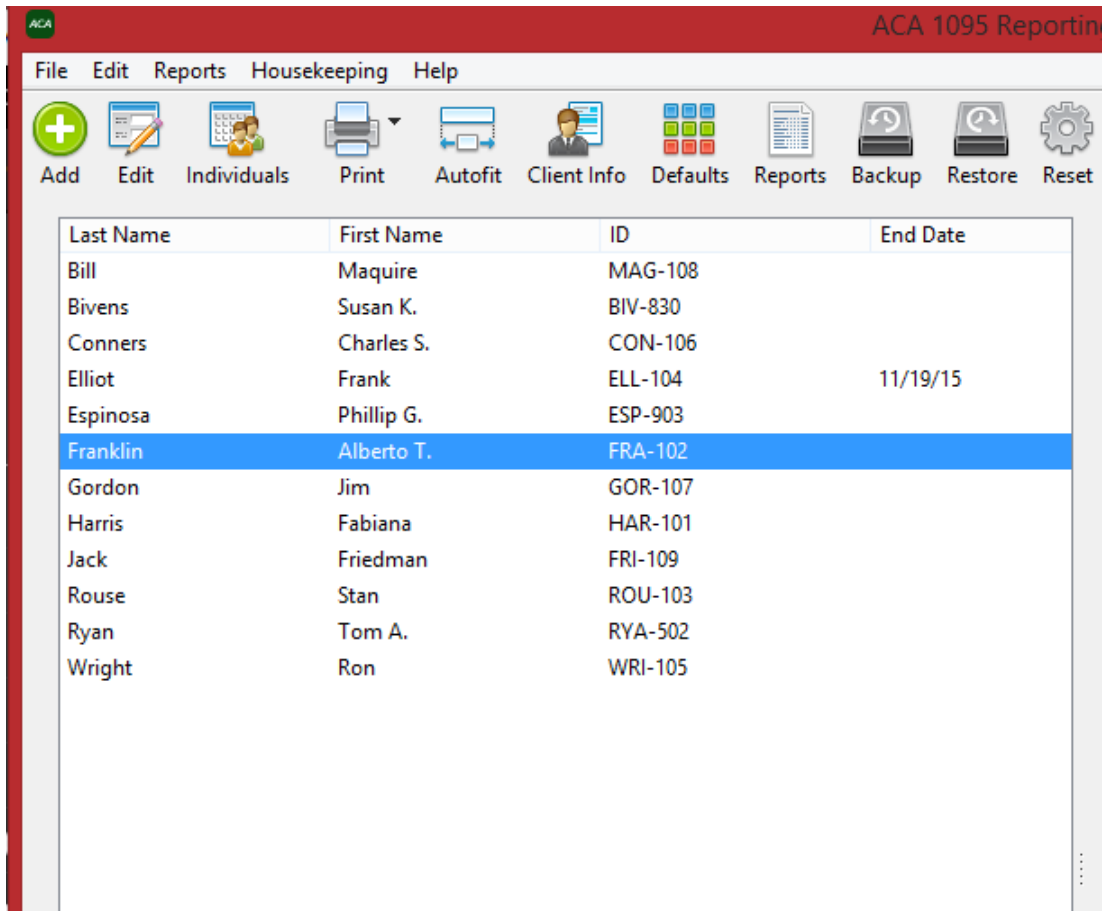 ACA ACA 1095 Reporting
File Edit Reports Housekeeping Help
Add Edit Individuals Print Autofit Client Info Defaults Reports Backup Restore Reset
Last Name First Name ID End Date
Bill Maquire MAG-108
Bivens Susan K. BIV-830
Conners Charles S. CON-106
Elliot Frank ELL-104 11/19/15
Espinosa Phillip G. ESP-903
Franklin Alberto T. FRA-102
Gordon Jim GOR-107
Harris Fabiana HAR-101
Jack Friedman FRI-109
Rouse Stan ROU-103
Ryan Tom A. RYA-502
Wright Ron WRI-105